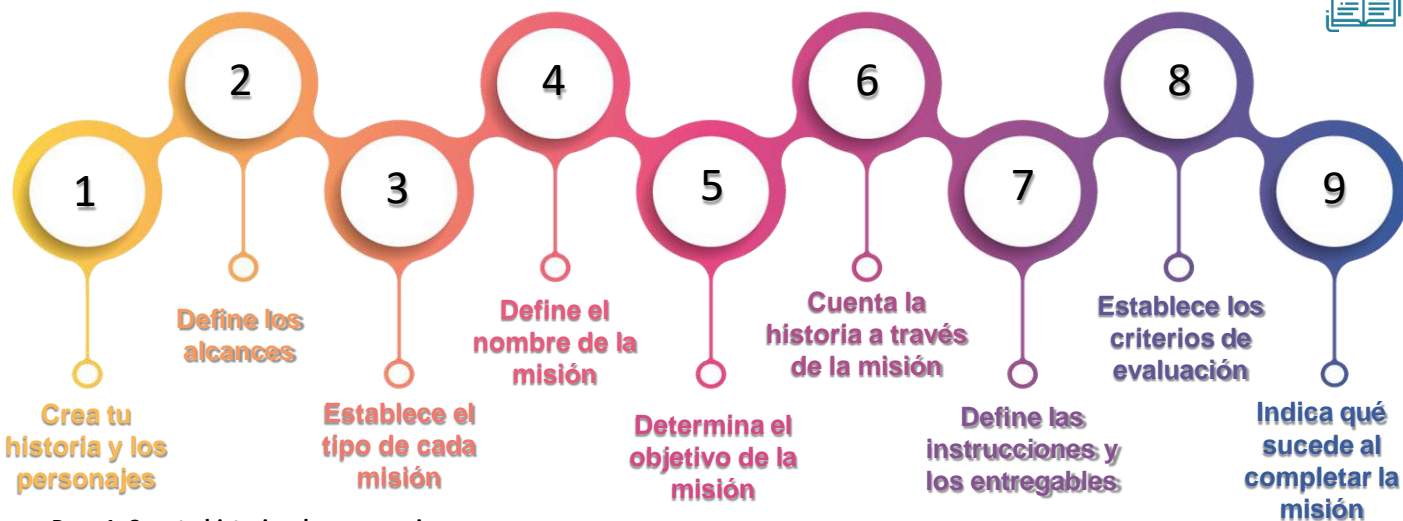 1
Crea tu
historia y los
personajes
2
Define los
alcances
3
Establece el
tipo de cada
misión
4
Define el
nombre de la
misión
5
Determina el
objetivo de la
misión
6
Cuenta la
historia a través
de la misión
7
Define las
instrucciones y
los entregables
8
Establece los
criterios de
evaluación
9
Indica qué
sucede al
completar la
misión